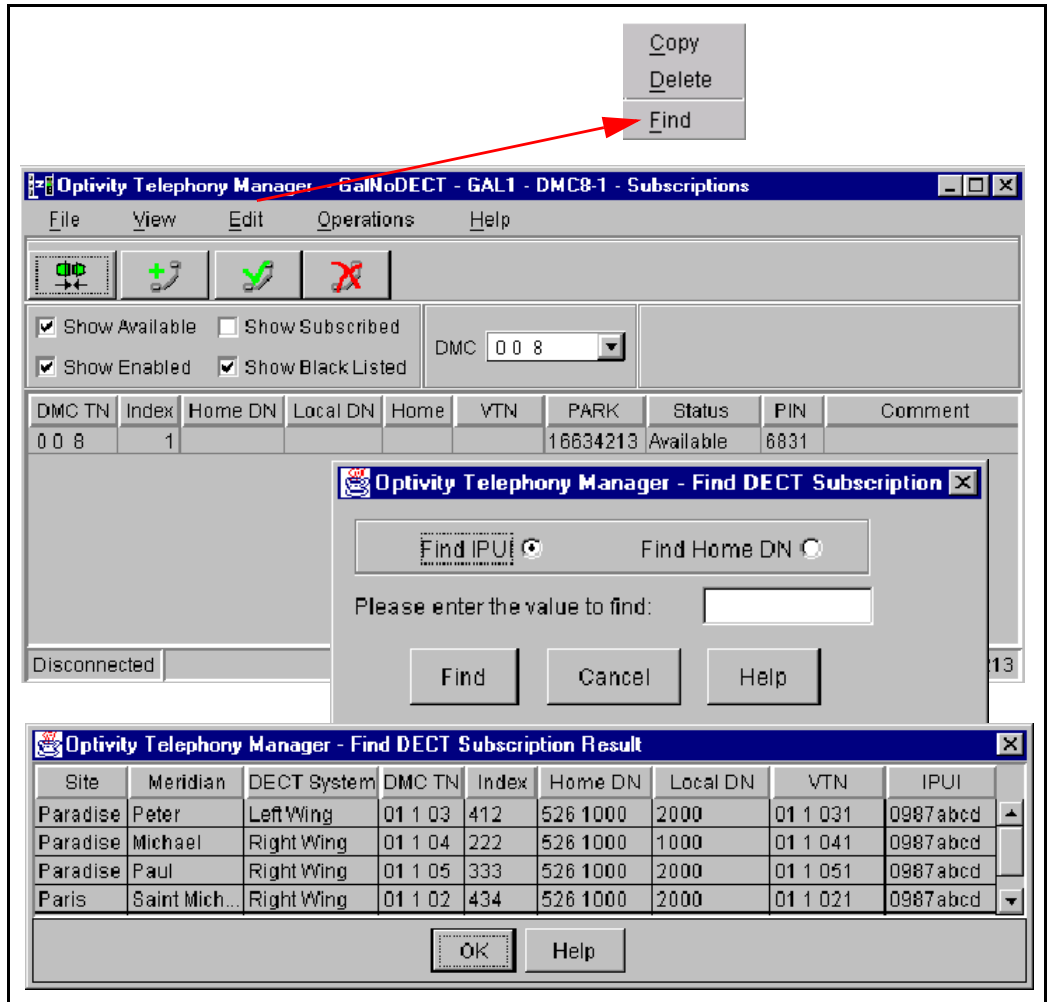 Copy
Delete
Find
Optivity Telephony Manager - GalNoDECT - GAL1 - DMC8-1 - Subscriptions
File View Edit Operations Help
Show Available Show Subscribed
DMC 0 0 8
Show Enabled Show Black Listed
DMC TN Index Home DN Local DN Home VTN PARK Status PIN Comment
0 0 8 1 16634213 Available 6831
Optivity Telephony Manager - Find DECT Subscription
Find IPUI Find Home DN
Please enter the value to find:
Find Cancel Help
Disconnected 13
Optivity Telephony Manager - Find DECT Subscription Result
Site Meridian DECT System DMC TN Index Home DN Local DN VTN IPUI
Paradise Peter Left Wing 01 1 03 412 526 1000 2000 01 1 031 0987abcd
Paradise Michael Right Wing 01 1 04 222 526 1000 1000 01 1 041 0987abcd
Paradise Paul Right Wing 01 1 05 333 526 1000 2000 01 1 051 0987abcd
Paris Saint Mich... Right Wing 01 1 02 434 526 1000 2000 01 1 021 0987abcd
OK Help